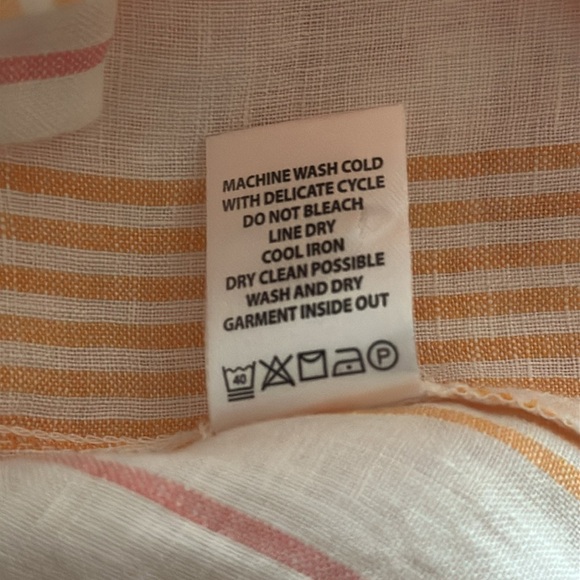 MACHINE WASH COLD
WITH DELICATE CYCLE
DO NOT BLEACH
LINE DRY
COOL IRON
DRY CLEAN POSSIBLE
WASH AND DRY
GARMENT INSIDE OUT
40 P